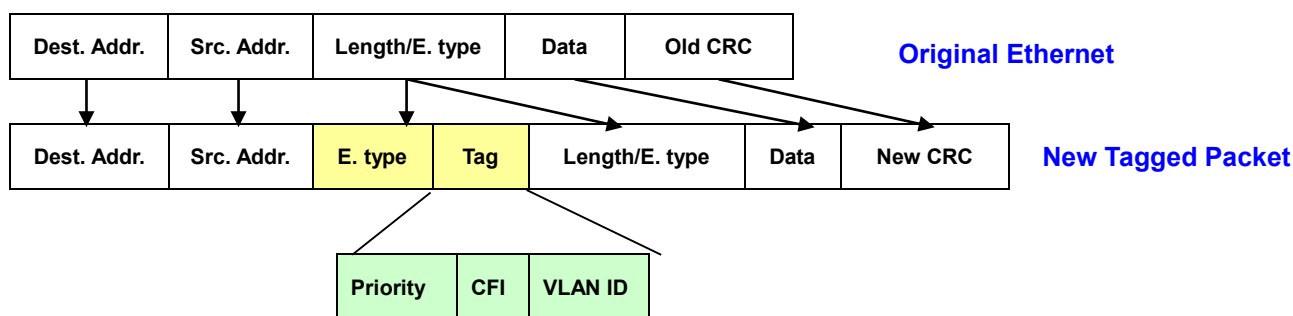 Dest. Addr. Src. Addr. Length/E. type Data Old CRC Original Ethernet
Dest. Addr. Src. Addr. E. type Tag Length/E. type Data New CRC New Tagged Packet
Priority CFI VLAN ID